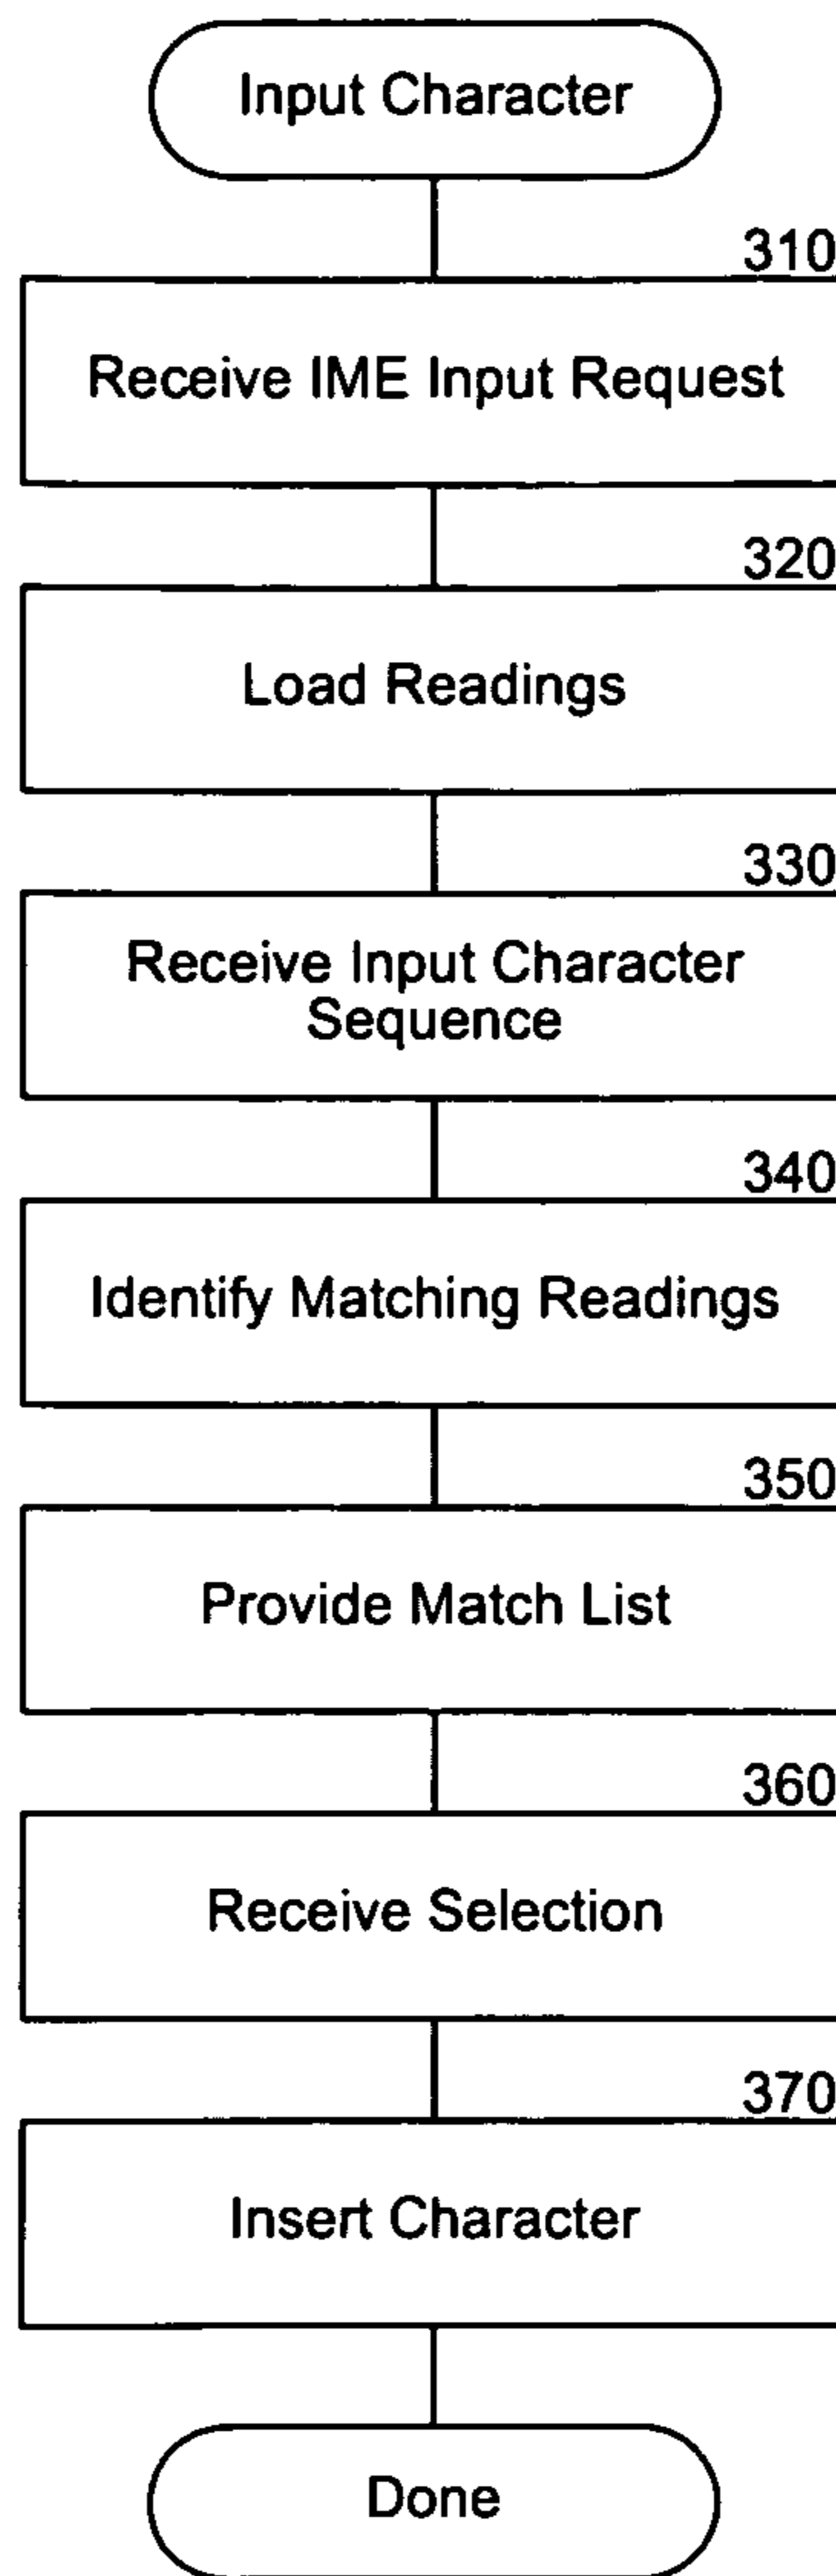 Input Character
310
Receive IME Input Request
320
Load Readings
330
Receive Input Character
Sequence
340
Identify Matching Readings
350
Provide Match List
360
Receive Selection
370
Insert Character
Done